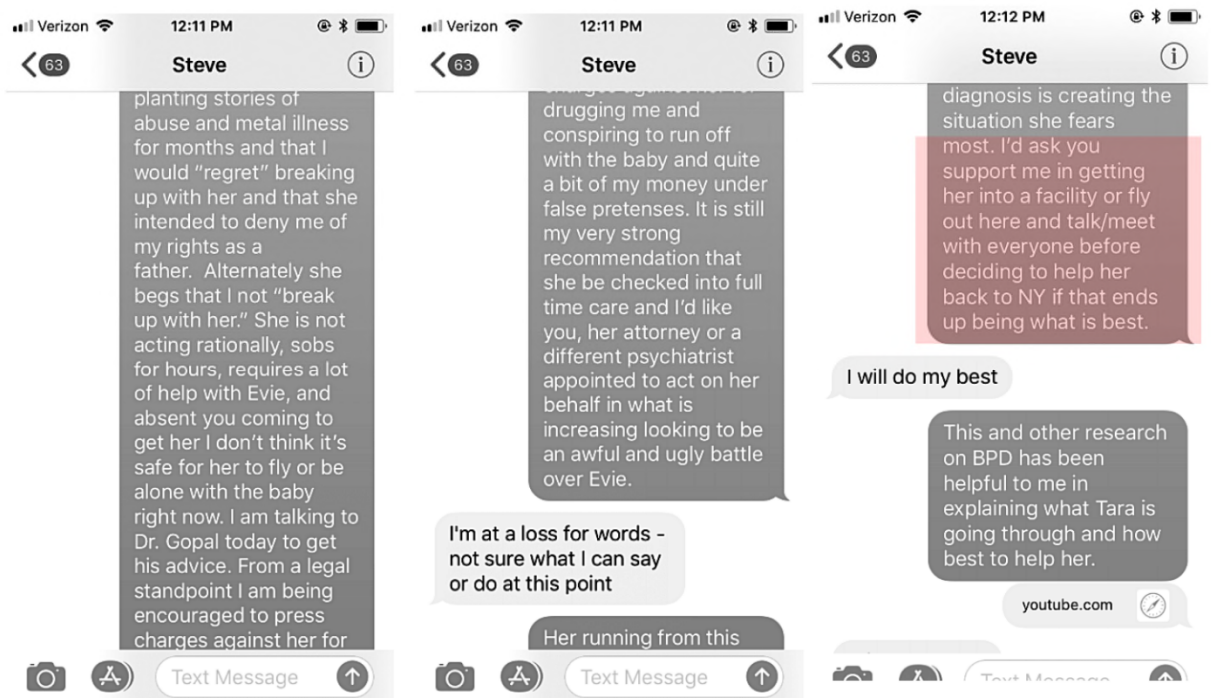 Verizon
12:11 PM
63
Steve
planting stories of
abuse and metal illness
for months and that I
would "regret" breaking
up with her and that she
intended to deny me of
my rights as a
father.  Alternately she
begs that I not "break
up with her." She is not
acting rationally, sobs
for hours, requires a lot
of help with Evie, and
absent you coming to
get her I don't think it's
safe for her to fly or be
alone with the baby
right now. I am talking to
Dr. Gopal today to get
his advice. From a legal
standpoint I am being
encouraged to press
charges against her for
Text Message
Verizon
12:11 PM
63
Steve
charges against her for
drugging me and
conspiring to run off
with the baby and quite
a bit of my money under
false pretenses. It is still
my very strong
recommendation that
she be checked into full
time care and I'd like
you, her attorney or a
different psychiatrist
appointed to act on her
behalf in what is
increasing looking to be
an awful and ugly battle
over Evie.
I'm at a loss for words -
not sure what I can say
or do at this point
Her running from this
Text Message
Verizon
12:12 PM
63
Steve
diagnosis is creating the
situation she fears
most. I'd ask you
support me in getting
her into a facility or fly
out here and talk/meet
with everyone before
deciding to help her
back to NY if that ends
up being what is best.
I will do my best
This and other research
on BPD has been
helpful to me in
explaining what Tara is
going through and how
best to help her.
youtube.com
Text Message